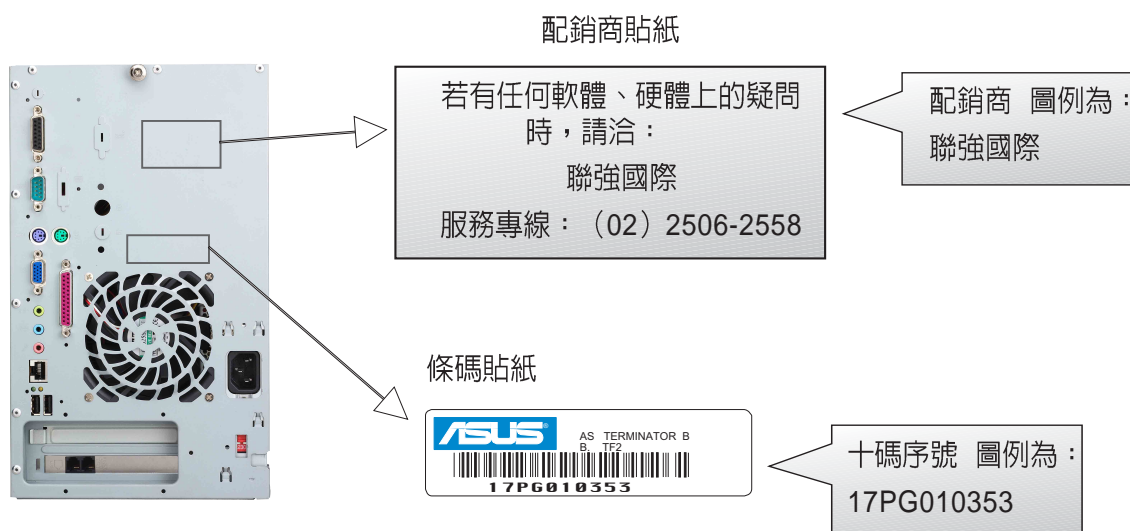 配銷商貼紙
若有任何軟體、硬體上的疑問
時，請洽：
聯強國際
服務專線：（02）2506-2558
配銷商 圖例為：
聯強國際
條碼貼紙
ASUS
AS TERMINATOR B
B. TF2
17PG010353
十碼序號 圖例為：
17PG010353